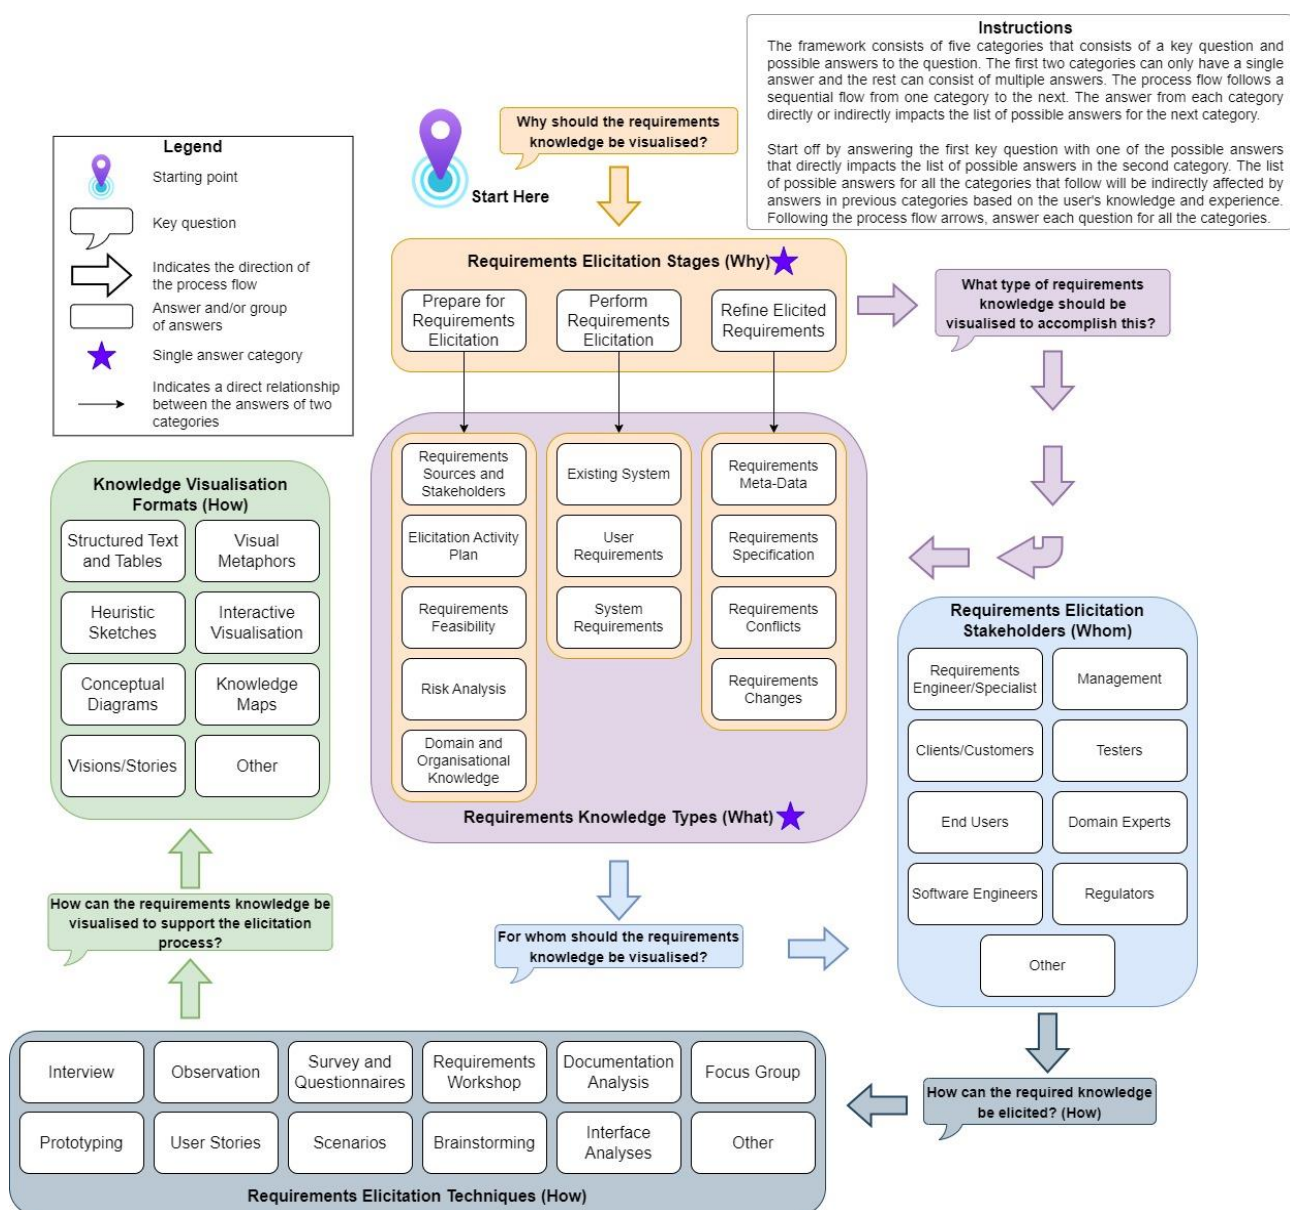 Instructions
The framework consists of five categories that consists of a key question and
possible answers to the question. The first two categories can only have a single
answer and the rest can consist of multiple answers. The process flow follows a
sequential flow from one category to the next. The answer from each category
directly or indirectly impacts the list of possible answers for the next category.
Start off by answering the first key question with one of the possible answers
that directly impacts the list of possible answers in the second category. The list
of possible answers for all the categories that follow will be indirectly affected by
answers in previous categories based on the user's knowledge and experience.
Following the process flow arrows, answer each question for all the categories.
Legend
Starting point
Key question
Indicates the direction of
the process flow
Answer and/or group
of answers
Single answer category
Indicates a direct relationship
between the answers of two
categories
Start Here
Why should the requirements
knowledge be visualised?
Requirements Elicitation Stages (Why)
Prepare for
Requirements
Elicitation
Perform
Requirements
Elicitation
Refine Elicited
Requirements
What type of requirements
knowledge should be
visualised to accomplish this?
Requirements
Sources and
Stakeholders
Elicitation Activity
Plan
Requirements
Feasibility
Risk Analysis
Domain and
Organisational
Knowledge
Existing System
User
Requirements
System
Requirements
Requirements
Meta-Data
Requirements
Specification
Requirements
Conflicts
Requirements
Changes
Requirements Knowledge Types (What)
For whom should the requirements
knowledge be visualised?
Requirements Elicitation
Stakeholders (Whom)
Requirements
Engineer/Specialist
Management
Clients/Customers
Testers
End Users
Domain Experts
Software Engineers
Regulators
Other
How can the required knowledge
be elicited? (How)
Interview
Observation
Survey and
Questionnaires
Requirements
Workshop
Documentation
Analysis
Focus Group
Prototyping
User Stories
Scenarios
Brainstorming
Interface
Analyses
Other
Requirements Elicitation Techniques (How)
How can the requirements knowledge be
visualised to support the elicitation
process?
Knowledge Visualisation
Formats (How)
Structured Text
and Tables
Visual
Metaphors
Heuristic
Sketches
Interactive
Visualisation
Conceptual
Diagrams
Knowledge
Maps
Visions/Stories
Other